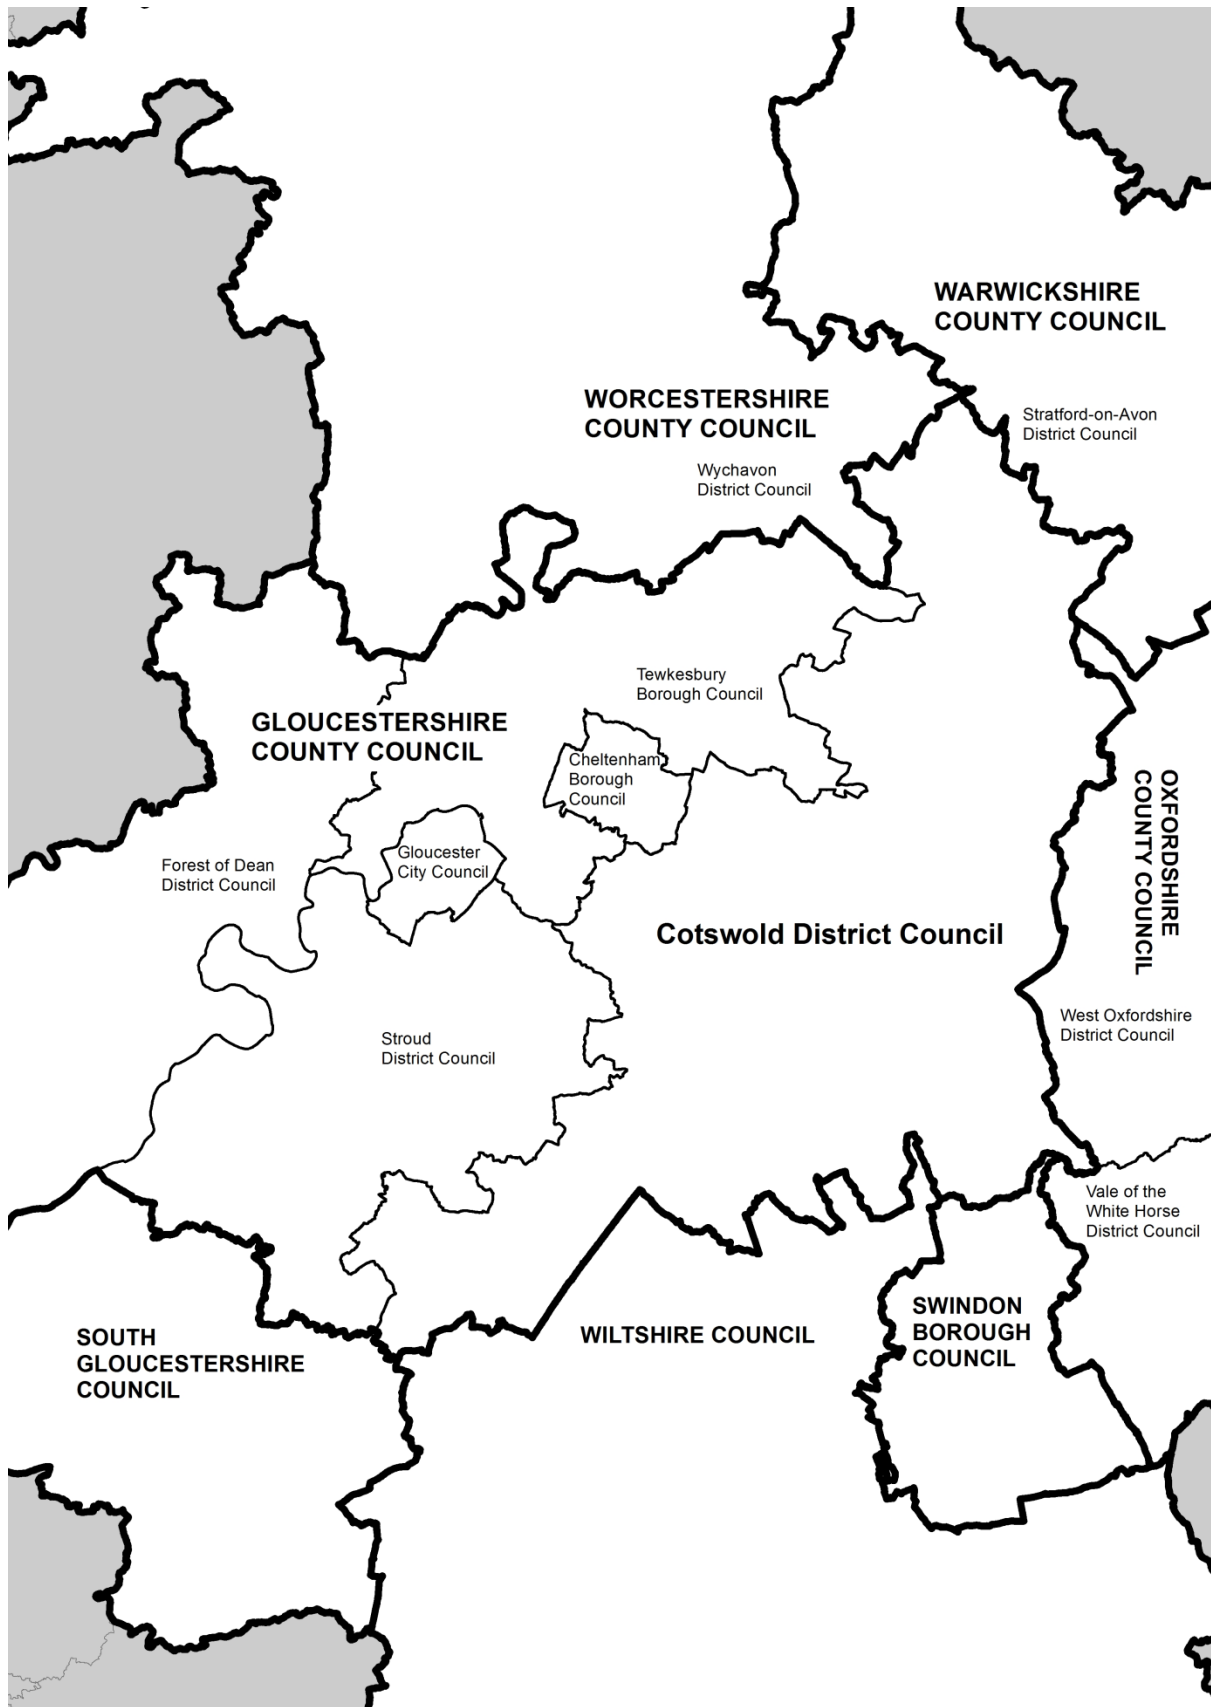 WARWICKSHIRE
COUNTY COUNCIL
WORCESTERSHIRE
COUNTY COUNCIL
Stratford-on-Avon
District Council
Wychavon
District Council
Tewkesbury
Borough Council
GLOUCESTERSHIRE
COUNTY COUNCIL
Cheltenham
Borough
Council
OXFORDSHIRE
COUNTY COUNCIL
Forest of Dean
District Council
Gloucester
City Council
Cotswold District Council
West Oxfordshire
District Council
Stroud
District Council
Vale of the
White Horse
District Council
SWINDON
BOROUGH
COUNCIL
WILTSHIRE COUNCIL
SOUTH
GLOUCESTERSHIRE
COUNCIL